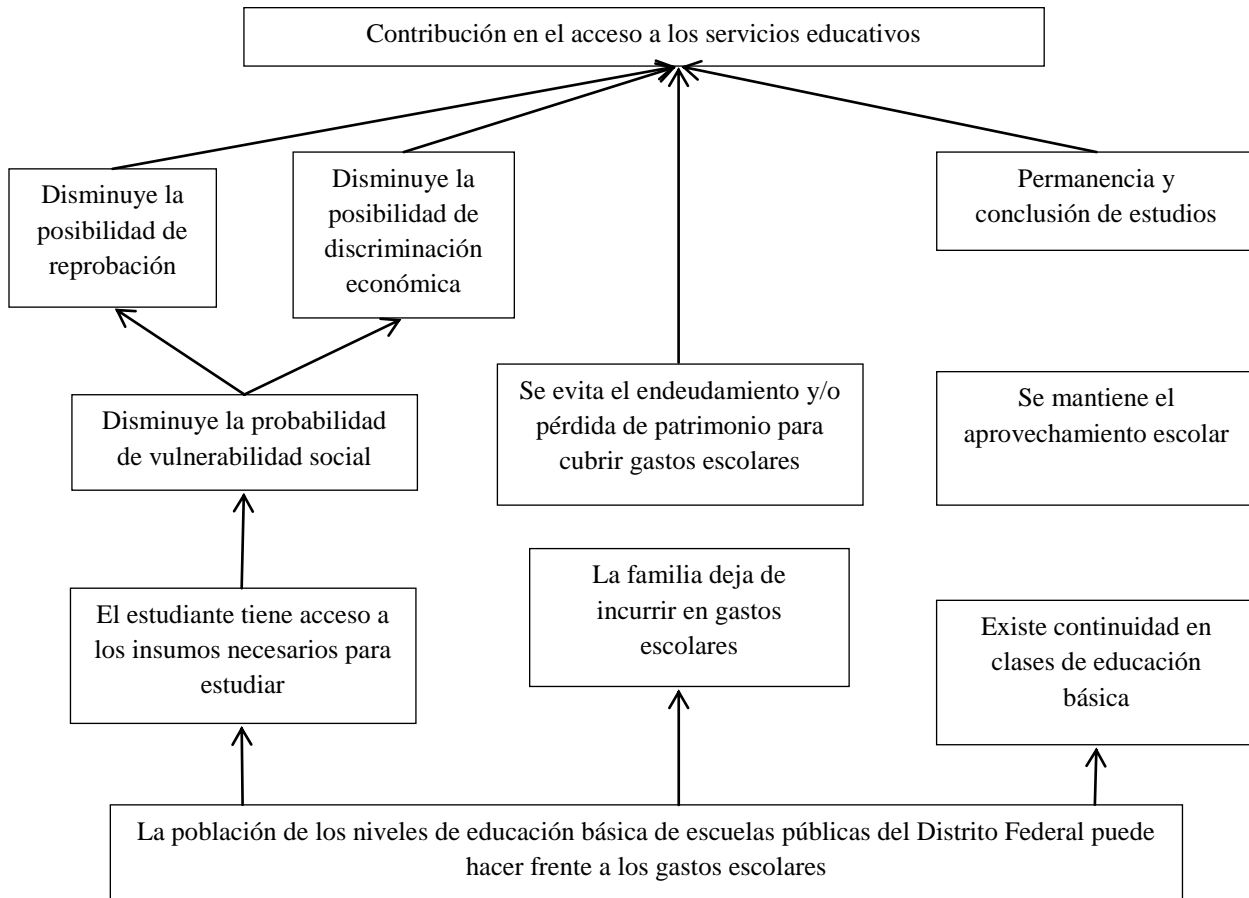 Contribución en el acceso a los servicios educativos
Disminuye la
posibilidad de
reprobación
Disminuye la
posibilidad de
discriminación
económica
Permanencia y
conclusión de estudios
Disminuye la probabilidad
de vulnerabilidad social
Se evita el endeudamiento y/o
pérdida de patrimonio para
cubrir gastos escolares
Se mantiene el
aprovechamiento escolar
El estudiante tiene acceso a
los insumos necesarios para
estudiar
La familia deja de
incurrir en gastos
escolares
Existe continuidad en
clases de educación
básica
La población de los niveles de educación básica de escuelas públicas del Distrito Federal puede
hacer frente a los gastos escolares